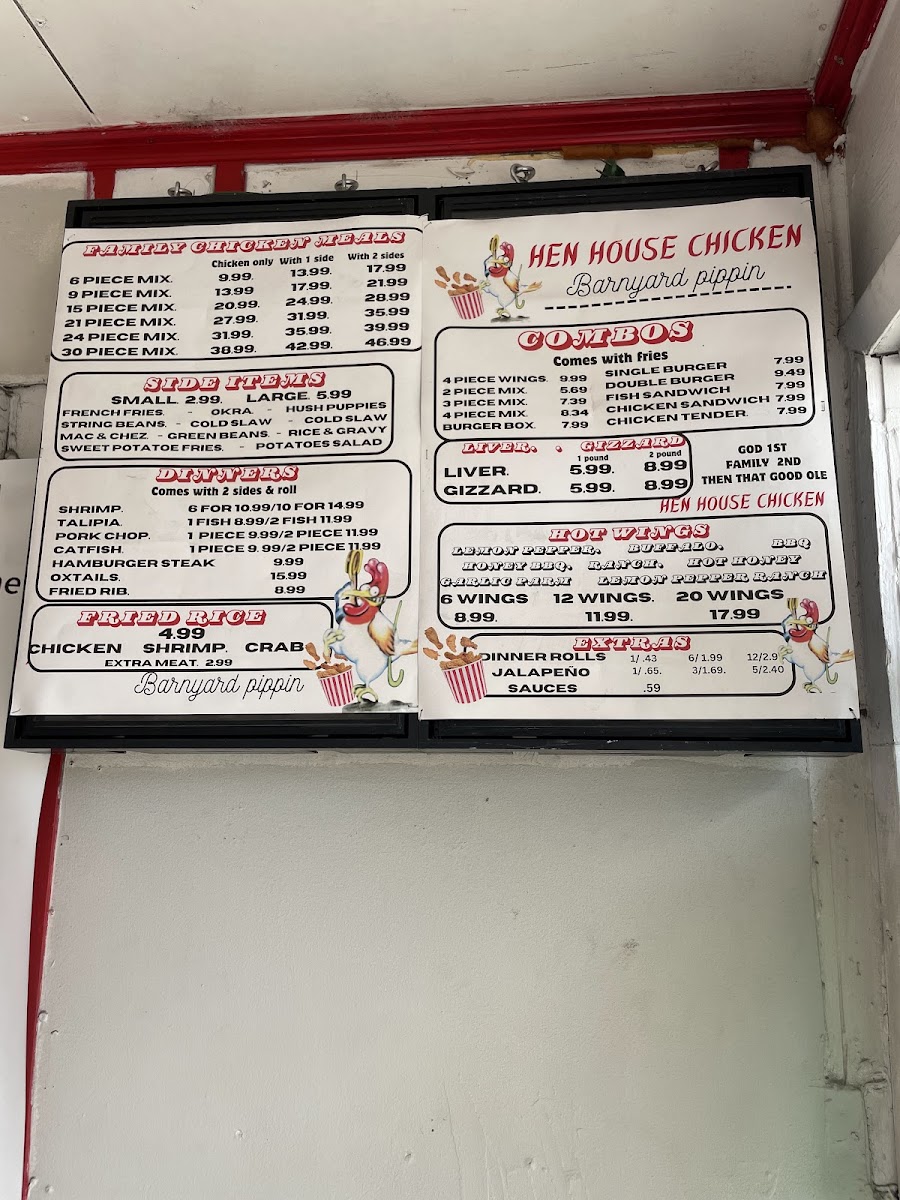 FAMILY CHICKEN MEALS
Chicken only With 1 side With 2 sides
6 PIECE MIX. 9.99. 13.99. 17.99
9 PIECE MIX. 13.99 17.99. 21.99
15 PIECE MIX. 20.99. 24.99. 28.99
21 PIECE MIX. 27.99. 31.99. 35.99
24 PIECE MIX. 31.99. 35.99. 39.99
30 PIECE MIX. 38.99. 42.99. 46.99
SIDE ITEMS
SMALL. 2.99. LARGE. 5.99
FRENCH FRIES. - OKRA. - HUSH PUPPIES
STRING BEANS. - COLD SLAW - COLD SLAW
MAC & CHEZ. - GREEN BEANS. - RICE & GRAVY
SWEET POTATOE FRIES. - POTATOES SALAD
DINNERS
Comes with 2 sides & roll
SHRIMP. 6 FOR 10.99/10 FOR 14.99
TALIPIA. 1 FISH 8.99/2 FISH 11.99
PORK CHOP. 1 PIECE 9.99/2 PIECE 11.99
CATFISH. 1 PIECE 9. 99/2 PIECE 11.99
HAMBURGER STEAK 9.99
OXTAILS. 15.99
FRIED RIB. 8.99
FRIED RICE
4.99
CHICKEN SHRIMP. CRAB
EXTRA MEAT. 2.99
Barnyard pippin
HEN HOUSE CHICKEN
Barnyard pippin
COMBOS
Comes with fries
4 PIECE WINGS. 9.99
2 PIECE MIX. 5.69
3 PIECE MIX. 7.39
4 PIECE MIX. 8.34
BURGER BOX. 7.99
SINGLE BURGER 7.99
DOUBLE BURGER 9.49
FISH SANDWICH 7.99
CHICKEN SANDWICH 7.99
CHICKEN TENDER. 7.99
LIVER. . GIZZARD
1 pound 2 pound
LIVER. 5.99. 8.99
GIZZARD. 5.99. 8.99
GOD 1ST
FAMILY 2ND
THEN THAT GOOD OLE
HEN HOUSE CHICKEN
HOT WINGS
LEMON PEPPER. BUFFALO. BBQ
HONEY BBQ. RANCH. HOT HONEY
GARLIC PARM LEMON PEPPER RANCH
6 WINGS 12 WINGS. 20 WINGS
8.99. 11.99. 17.99
EXTRAS
DINNER ROLLS 1/ .43 6/ 1.99 12/2.9
JALAPEÑO 1/ .65. 3/1.69. 5/2.40
SAUCES .59